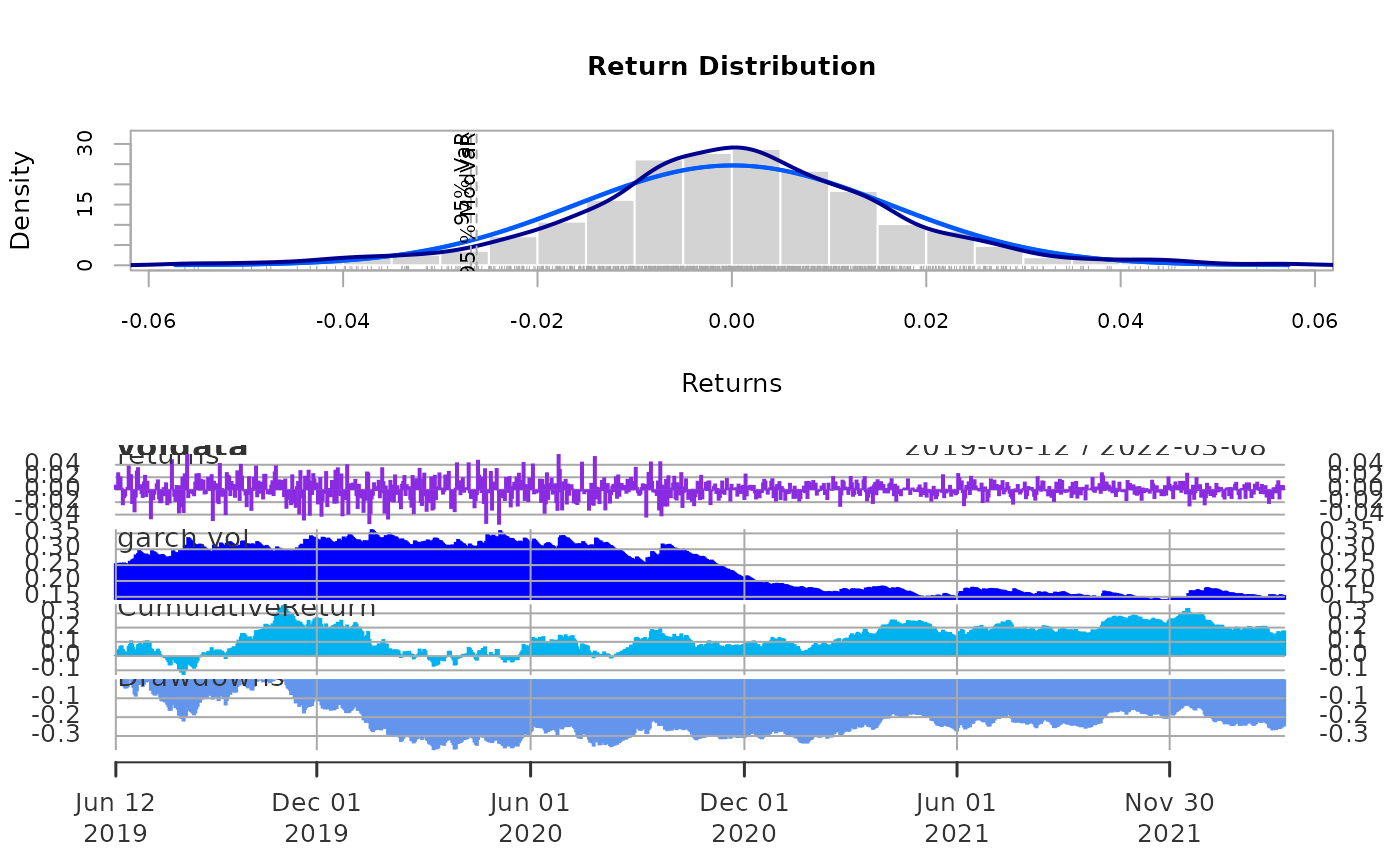 Return Distribution
Density
30
15
0
95% VaR
95% ModVaR
-0.06 -0.04 -0.02 0.00 0.02 0.04 0.06
Returns
voldata 2019-06-12 / 2022-03-08
returns
0.04 0.04
0.02 0.02
0.00 0.00
-0.02 -0.02
-0.04 -0.04
garch vol
0.35 0.35
0.30 0.30
0.25 0.25
0.20 0.20
0.15 0.15
CumulativeReturn
0.3 0.3
0.2 0.2
0.1 0.1
0.0 0.0
-0.1 -0.1
Drawdowns
-0.1 -0.1
-0.2 -0.2
-0.3 -0.3
Jun 12 Dec 01 Jun 01 Dec 01 Jun 01 Nov 30
2019 2019 2020 2020 2021 2021